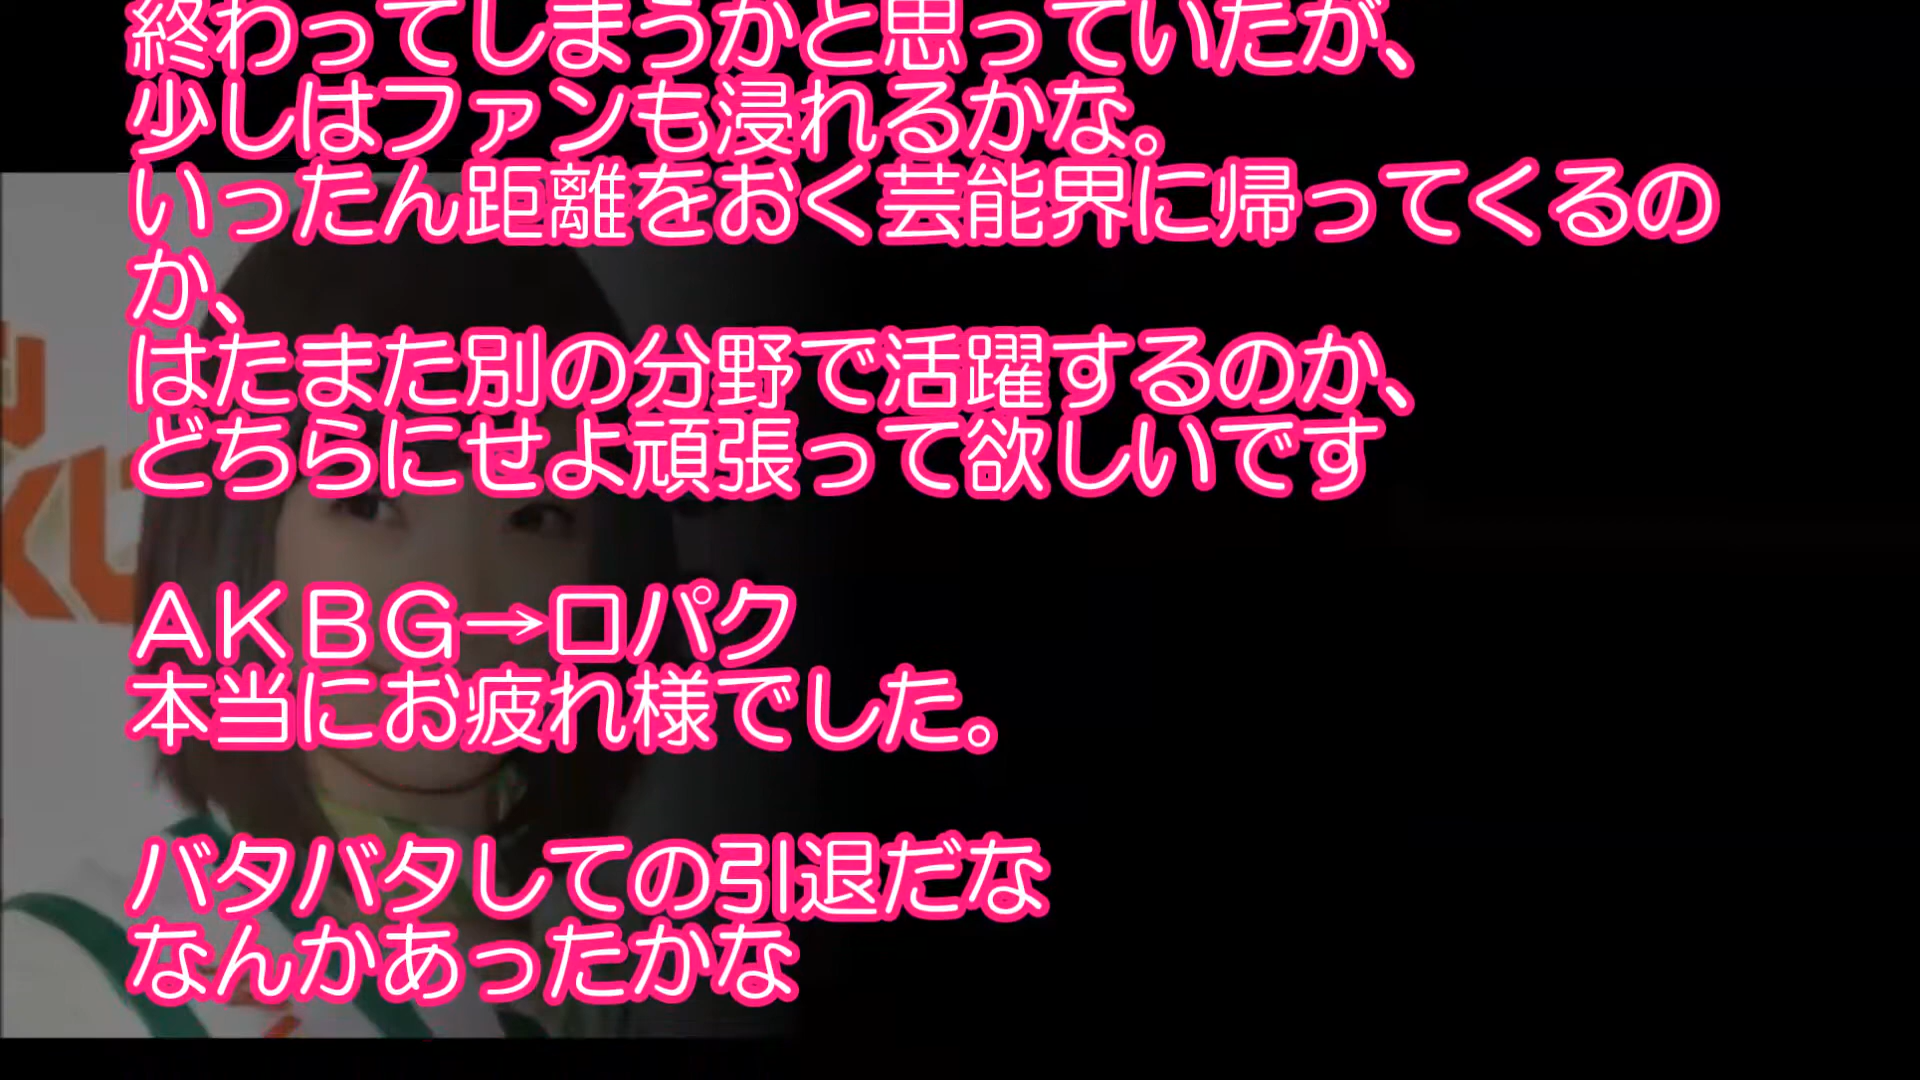 終わってしまうかと思っていたが、
少しはファンも浸れるかな。
いったん距離をおく芸能界に帰ってくるの
か、
はたまた別の分野で活躍するのか、
どちらにせよ頑張って欲しいです
ＡＫＢＧ→口パク
本当にお疲れ様でした。
バタバタしての引退だな
なんかあったかな